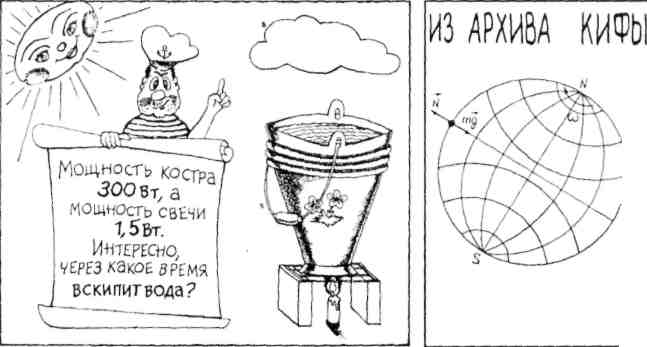 Мощность костра
300 Вт, а
мощность свечи
1,5 Вт.
Интересно,
через какое время
вскипит вода?
ИЗ АРХИВА КИФЫ
N
N
mg
ω
S